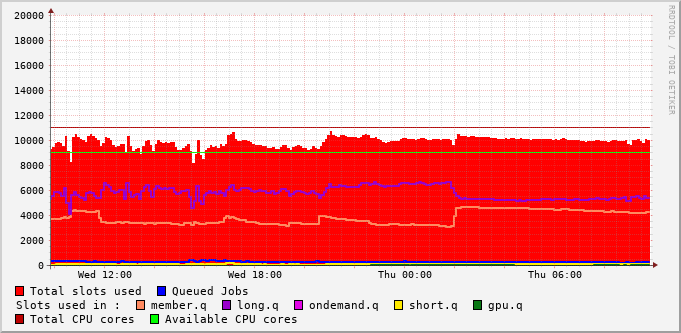 RRDTOOL / TOBI OETIKER
20000
18000
16000
14000
12000
10000
8000
6000
4000
2000
0
Wed 12:00 Wed 18:00 Thu 00:00 Thu 06:00
Total slots used Queued Jobs
Slots used in : member.q long.q ondemand.q short.q gpu.q
Total CPU cores Available CPU cores